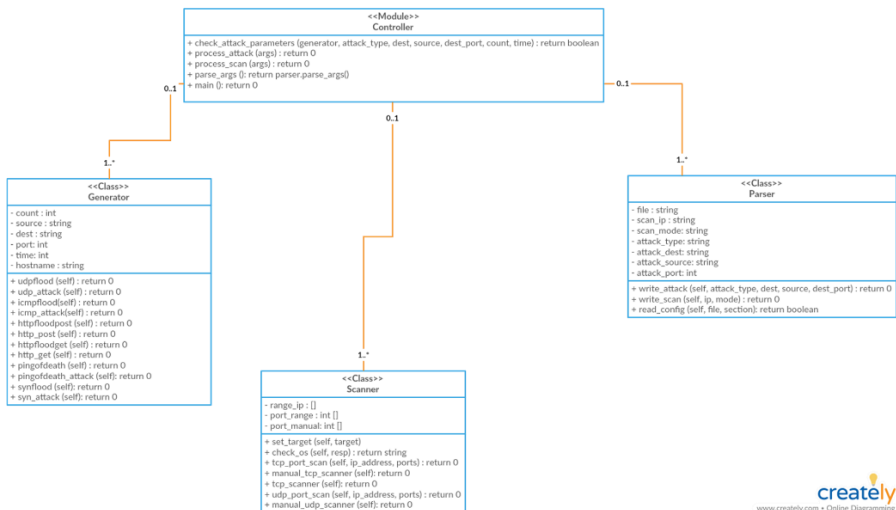 <<Module>>
Controller
+ check_attack_parameters (generator, attack_type, dest, source, dest_port, count, time) : return boolean
+ process_attack (args) : return 0
+ process_scan (args) : return 0
+ parse_args (): return parser.parse_args()
+ main (): return 0
0..1
0..1
0..1
1..*
1..*
<<Class>>
Generator
- count : int
- source : string
- dest : string
- port: int
- time: int
- hostname : string
+ udpflood (self) : return 0
+ udp_attack (self) : return 0
+ icmpflood(self) : return 0
+ icmp_attack(self) : return 0
+ httpfloodpost (self) : return 0
+ http_post (self) : return 0
+ httpfloodget (self) : return 0
+ http_get (self) : return 0
+ pingofdeath (self) : return 0
+ pingofdeath_attack (self): return 0
+ synflood (self): return 0
+ syn_attack (self): return 0
<<Class>>
Parser
- file : string
- scan_ip : string
- scan_mode: string
- attack_type: string
- attack_dest: string
- attack_source: string
- attack_port: int
+ write_attack (self, attack_type, dest, source, dest_port) : return 0
+ write_scan (self, ip, mode) : return 0
+ read_config (self, file, section): return boolean
1..*
<<Class>>
Scanner
- range_ip : []
- port_range : int []
- port_manual: int []
+ set_target (self, target)
+ check_os (self, resp) : return string
+ tcp_port_scan (self, ip_address, ports) : return 0
+ manual_tcp_scanner (self): return 0
+ tcp_scanner (self): return 0
+ udp_port_scan (self, ip_address, ports) : return 0
+ manual_udp_scanner (self): return 0
creately
www.creately.com • Online Diagramming